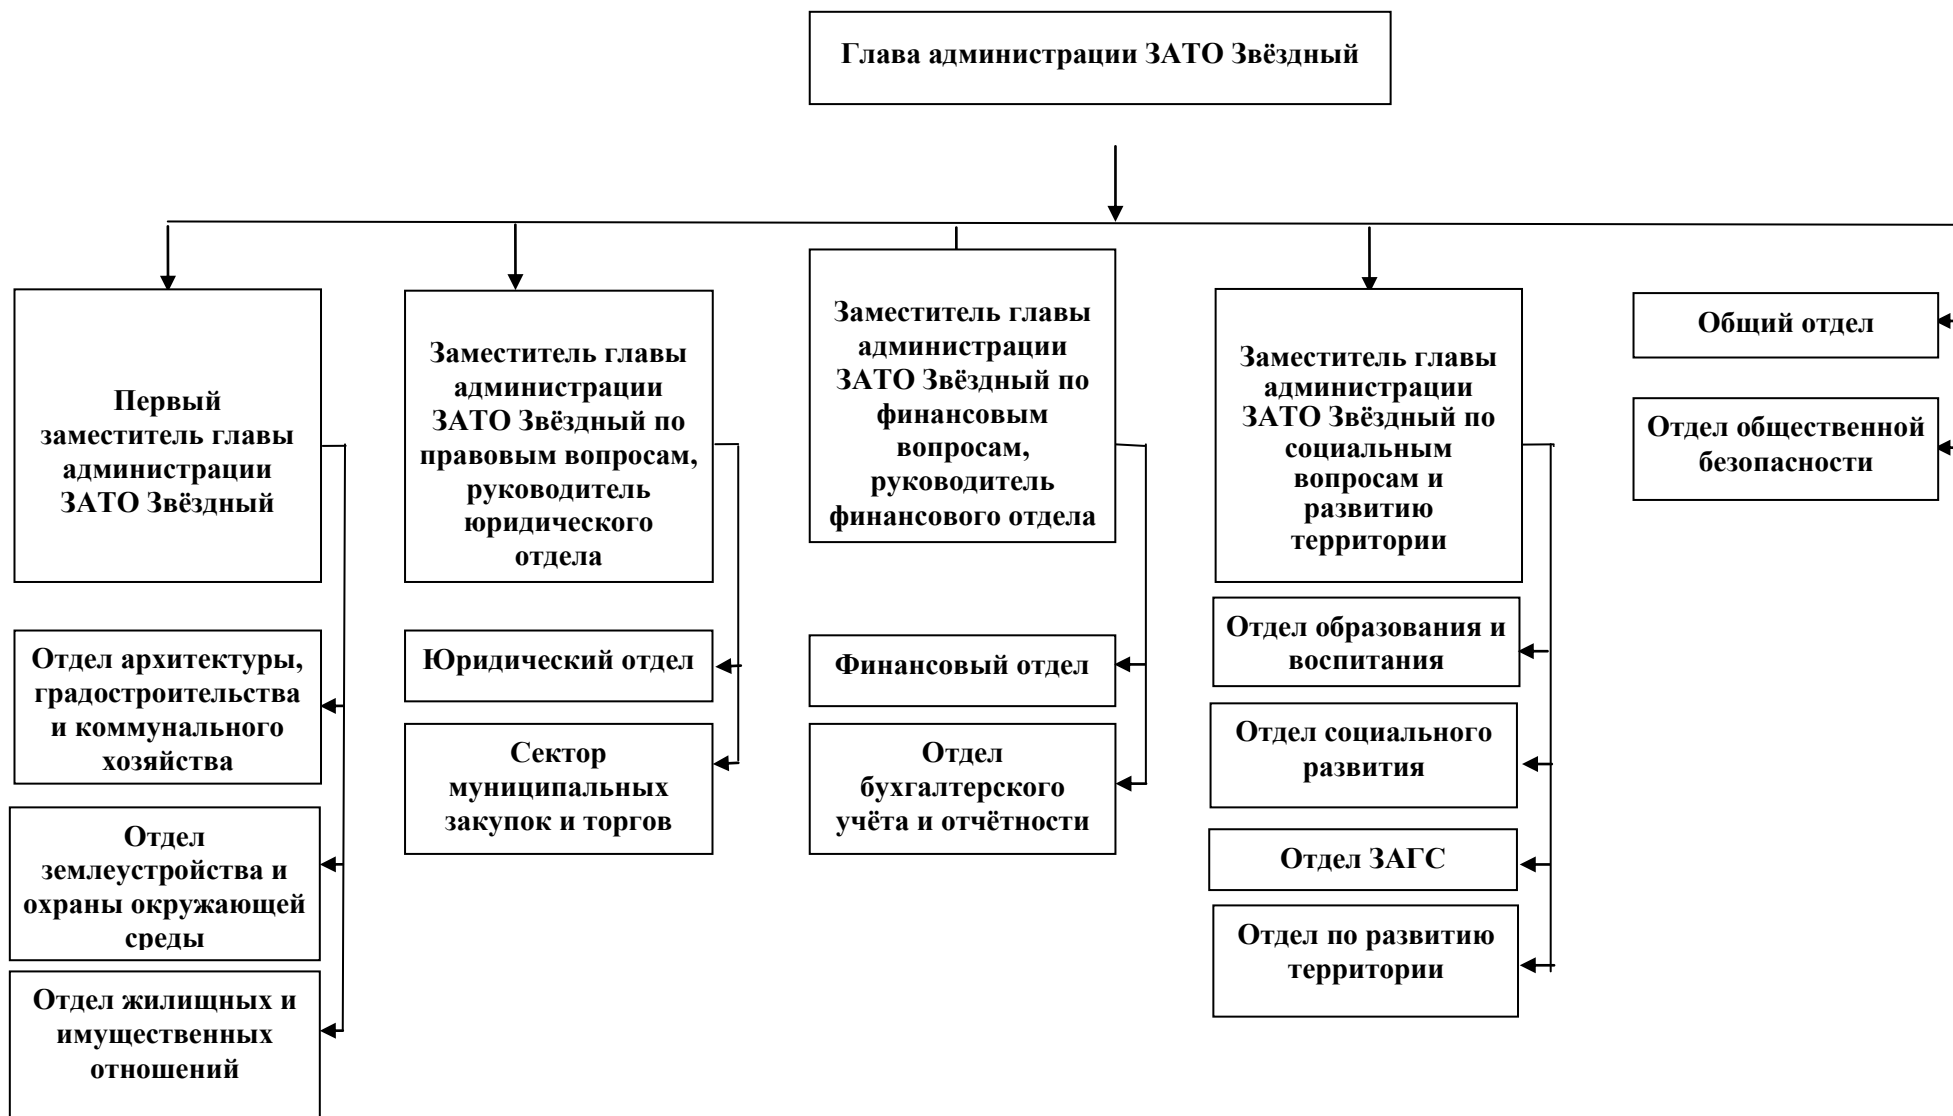 Глава администрации ЗАТО Звёздный
Первый
заместитель главы
администрации
ЗАТО Звёздный
Заместитель главы
администрации
ЗАТО Звёздный по
правовым вопросам,
руководитель
юридического
отдела
Заместитель главы
администрации
ЗАТО Звёздный по
финансовым
вопросам,
руководитель
финансового отдела
Заместитель главы
администрации
ЗАТО Звёздный по
социальным
вопросам и
развитию
территории
Общий отдел
Отдел общественной
безопасности
Отдел архитектуры,
градостроительства
и коммунального
хозяйства
Отдел
землеустройства и
охраны окружающей
среды
Отдел жилищных и
имущественных
отношений
Юридический отдел
Сектор
муниципальных
закупок и торгов
Финансовый отдел
Отдел
бухгалтерского
учёта и отчётности
Отдел образования и
воспитания
Отдел социального
развития
Отдел ЗАГС
Отдел по развитию
территории